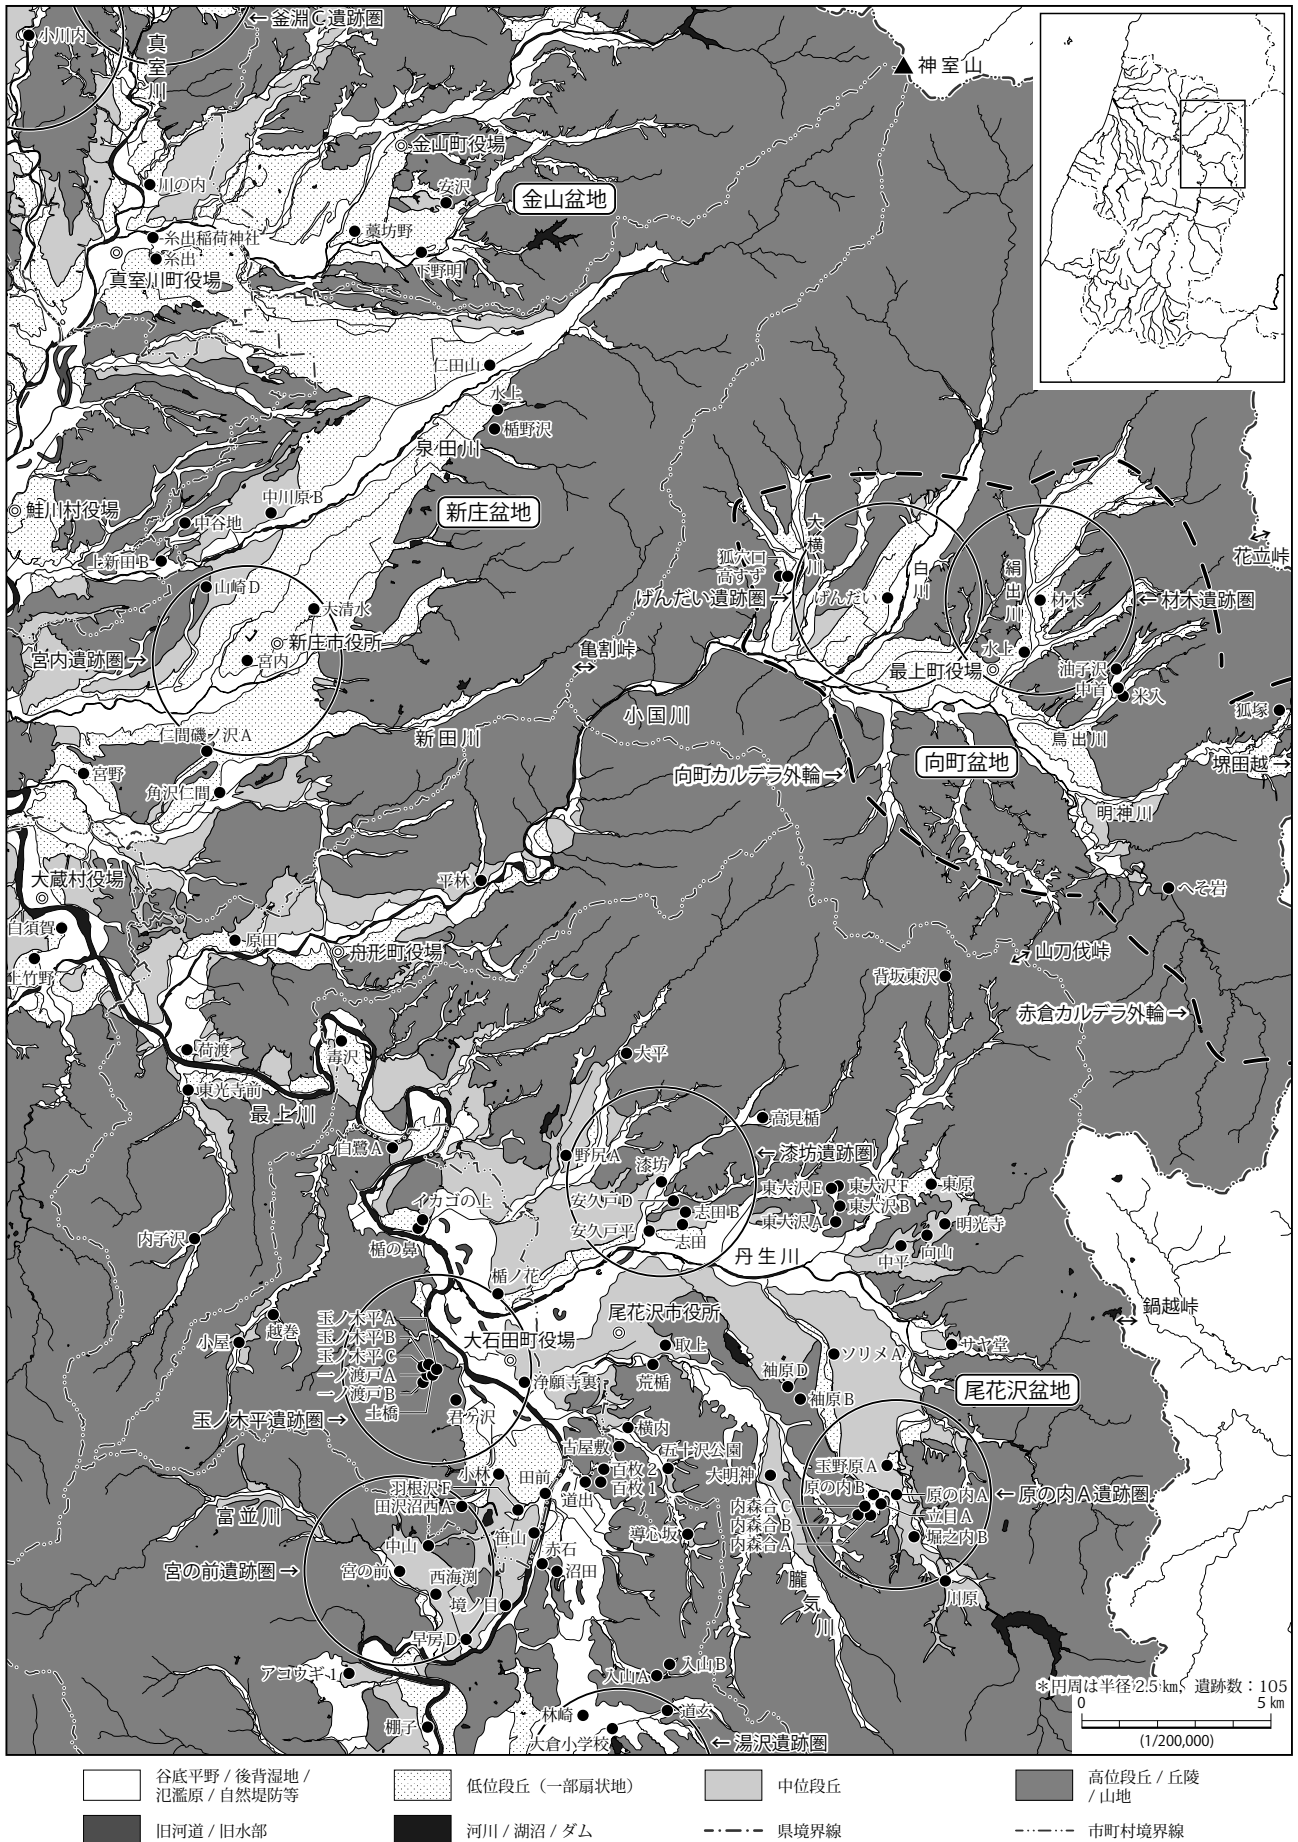 ←釜淵C遺跡圏
小川内
真室川
神室山
金山町役場
川の内
安沢
金山盆地
藁坊野
糸出稲荷神社
糸出
下野明
真室川町役場
仁田山
水上
楯野沢
泉田川
中川原B
新庄盆地
鮭川村役場
中谷地
大横川
上新田B
花立峠
狐穴口
高すず
絹出川
白川
山崎D
げんだい遺跡圏→
げんだい
材木
←材木遺跡圏
大清水
新庄市役所
亀割峠
水上
宮内遺跡圏→
宮内
最上町役場
油子沢
中首
米入
狐塚
小国川
仁間磯ノ沢A
新田川
鳥出川
向町盆地
堺田越→
宮野
向町カルデラ外輪→
角沢仁間
明神川
大蔵村役場
平林
へそ岩
白須賀
原田
舟形町役場
山刀伐峠
上竹野
背坂東沢
赤倉カルデラ外輪→
荷渡
毒沢
大平
東光寺前
最上川
高見楯
白鷺A
野尻A
漆坊
←漆坊遺跡圏
東大沢E
東大沢F
東原
イカゴの上
安久戸D
志田B
東大沢B
東大沢A
明光寺
安久戸平
志田
内子沢
楯の鼻
丹生川
向山
中平
楯ノ花
玉ノ木平A
尾花沢市役所
鍋越峠
越巻
玉ノ木平B
大石田町役場
小屋
玉ノ木平C
取上
ソリメA
サヤ堂
一ノ渡戸A
荒楯
袖原D
一ノ渡戸B
浄願寺裏
袖原B
尾花沢盆地
土橋
君ケ沢
玉ノ木平遺跡圏→
横内
古屋敷
五十沢公園
小林
百枚2
大明神
玉野原A
羽根沢F
田前
百枚1
原の内B
原の内A
←原の内A遺跡圏
田沢沼西A
道出
内森合C
立目A
富並川
内森合B
笹山
導心坂
内森合A
堀之内B
中山
赤石
宮の前遺跡圏→
宮の前
西海渕
沼田
朧気川
川原
境ノ目
早房D
アコウギ1
入山A
入山B
*円周は半径2.5㎞，遺跡数：105
0 5㎞
(1/200,000)
棚子
林崎
道玄
大倉小学校
←湯沢遺跡圏
谷底平野 / 後背湿地 /
氾濫原 / 自然堤防等
低位段丘（一部扇状地）
中位段丘
高位段丘 / 丘陵
/ 山地
旧河道 / 旧水部
河川 / 湖沼 / ダム
県境界線
市町村境界線